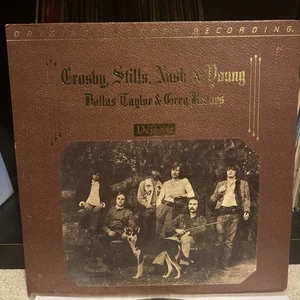 ORIGINAL MASTER RECORDING
Crosby, Stills, Nash & Young
Dallas Taylor & Greg Reeves
Déjà vu